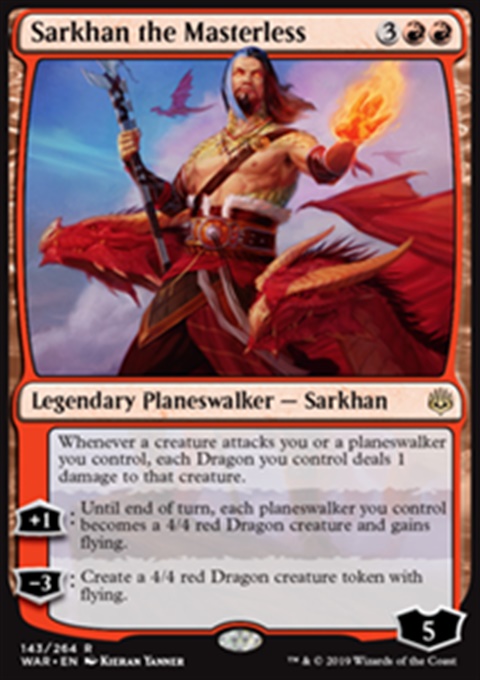 Sarkhan the Masterless 3
Legendary Planeswalker — Sarkhan
Whenever a creature attacks you or a planeswalker
you control, each Dragon you control deals 1
damage to that creature.
+1: Until end of turn, each planeswalker you control
becomes a 4/4 red Dragon creature and gains
flying.
−3: Create a 4/4 red Dragon creature token with
flying.
5
143/264 R
WAR • EN KIERAN YANNER
™ & © 2019 Wizards of the Coast